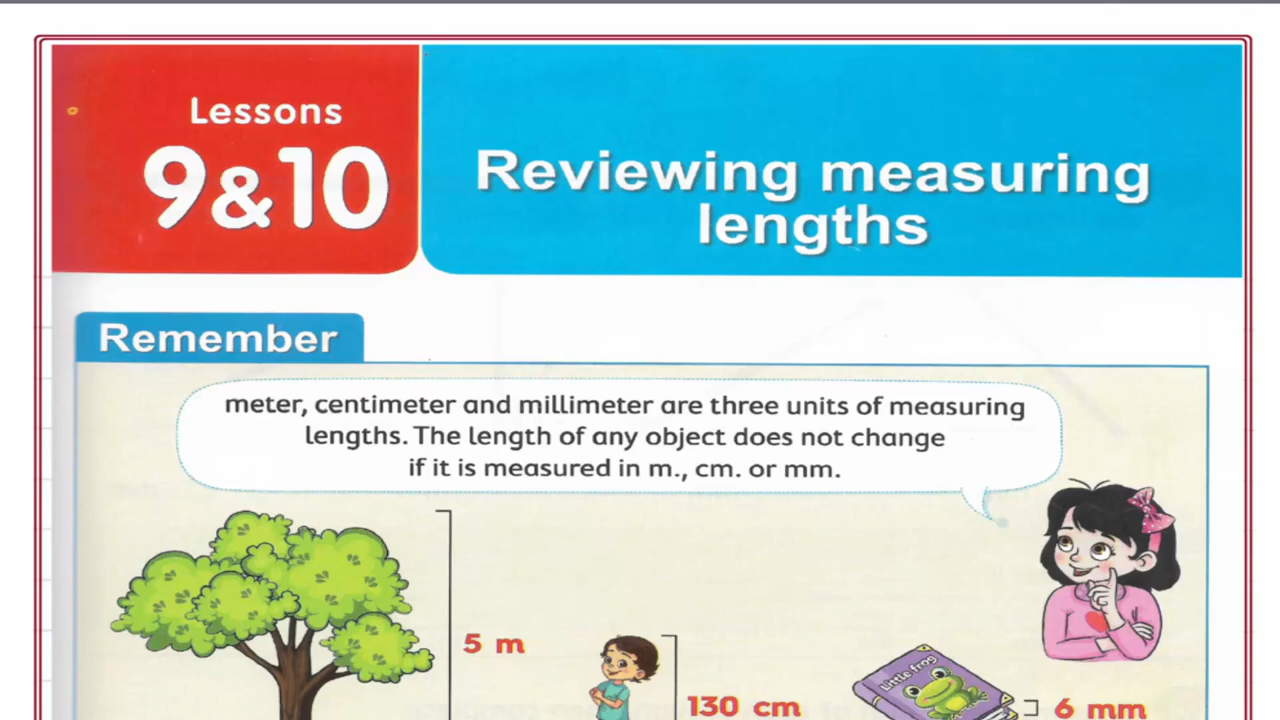 Lessons
9&10
Reviewing measuring
lengths
Remember
meter, centimeter and millimeter are three units of measuring
lengths. The length of any object does not change
if it is measured in m., cm. or mm.
5 m
130 cm
Little frog
6 mm